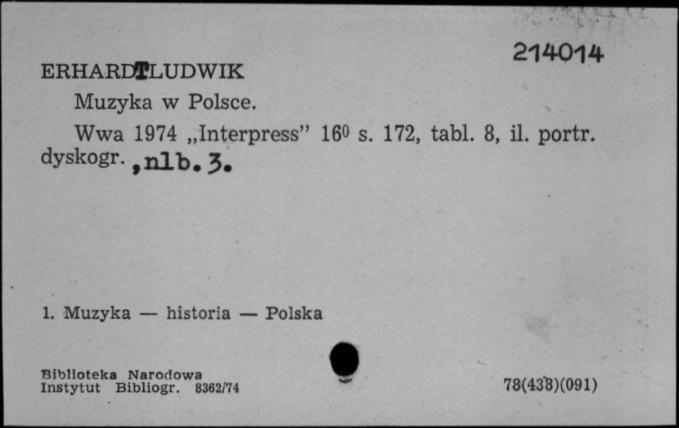 214014
ERHARDT LUDWIK
Muzyka w Polsce.
Wwa 1974 „Interpress” 16⁰ s. 172, tabl. 8, il. portr.
dyskogr. , nlb. 3.
1. Muzyka — historia — Polska
Biblioteka Narodowa
Instytut Bibliogr. 8362/74
78(438)(091)